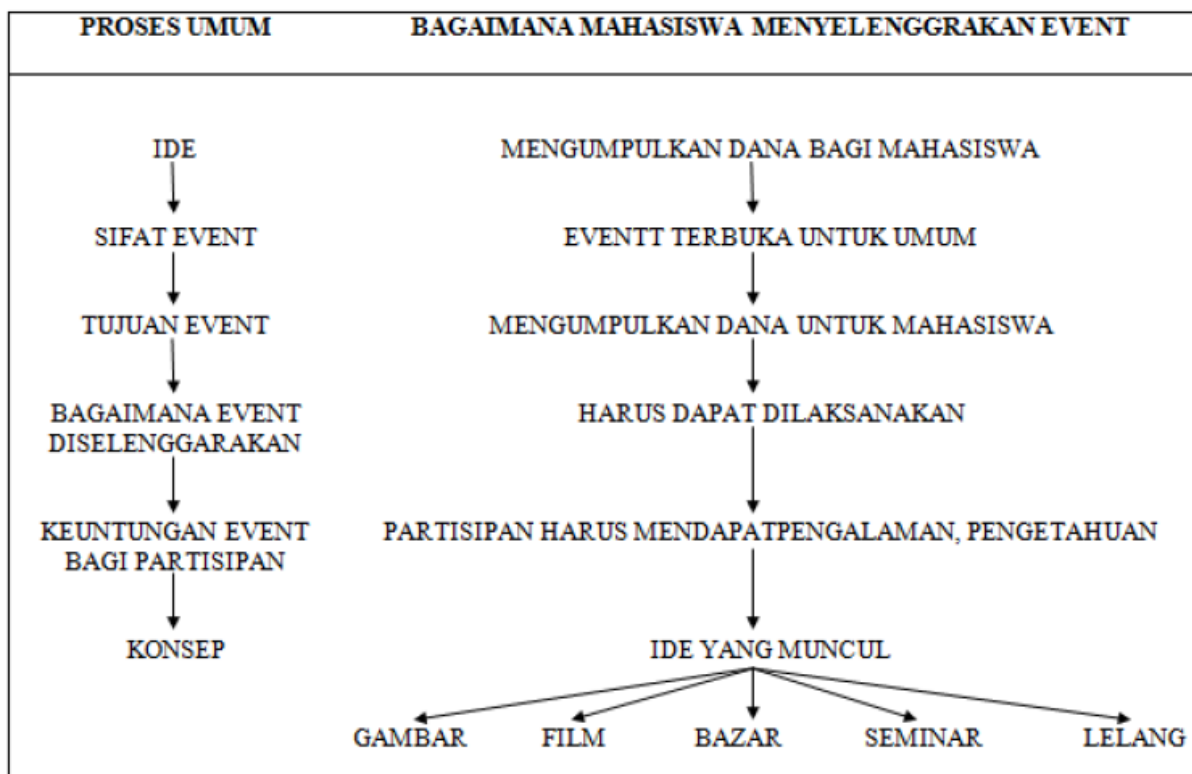 PROSES UMUM
BAGAIMANA MAHASISWA MENYELENGGRAKAN EVENT
IDE
MENGUMPULKAN DANA BAGI MAHASISWA
SIFAT EVENT
EVENTT TERBUKA UNTUK UMUM
TUJUAN EVENT
MENGUMPULKAN DANA UNTUK MAHASISWA
BAGAIMANA EVENT
DISELENGGARAKAN
HARUS DAPAT DILAKSANAKAN
KEUNTUNGAN EVENT
BAGI PARTISIPAN
PARTISIPAN HARUS MENDAPATPENGALAMAN, PENGETAHUAN
KONSEP
IDE YANG MUNCUL
GAMBAR
FILM
BAZAR
SEMINAR
LELANG